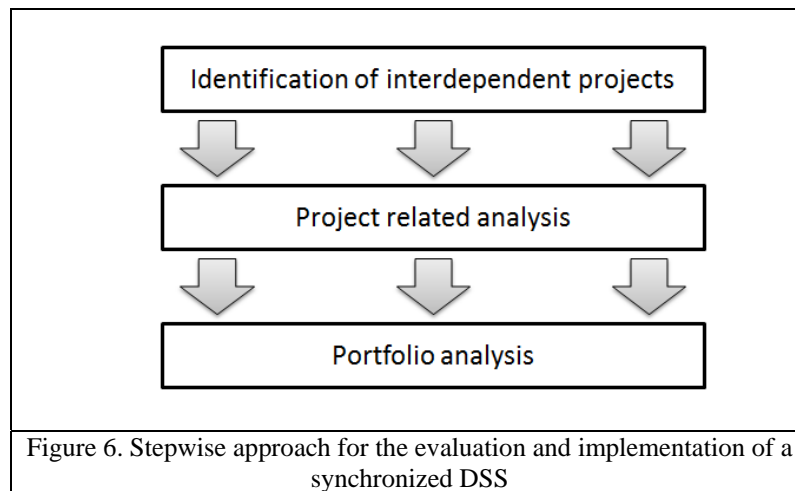 Identification of interdependent projects
Project related analysis
Portfolio analysis
Figure 6. Stepwise approach for the evaluation and implementation of a
synchronized DSS